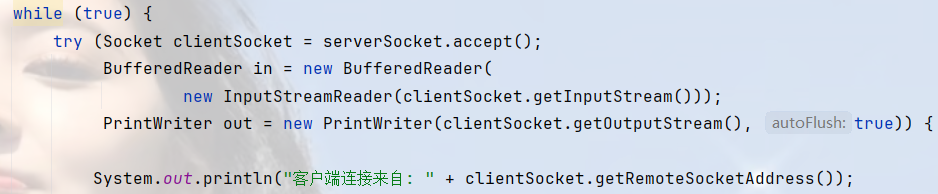 while (true) {
try (Socket clientSocket = serverSocket.accept();
BufferedReader in = new BufferedReader(
new InputStreamReader(clientSocket.getInputStream()));
PrintWriter out = new PrintWriter(clientSocket.getOutputStream(), autoFlush: true)) {
System.out.println("客户端连接来自: " + clientSocket.getRemoteSocketAddress());